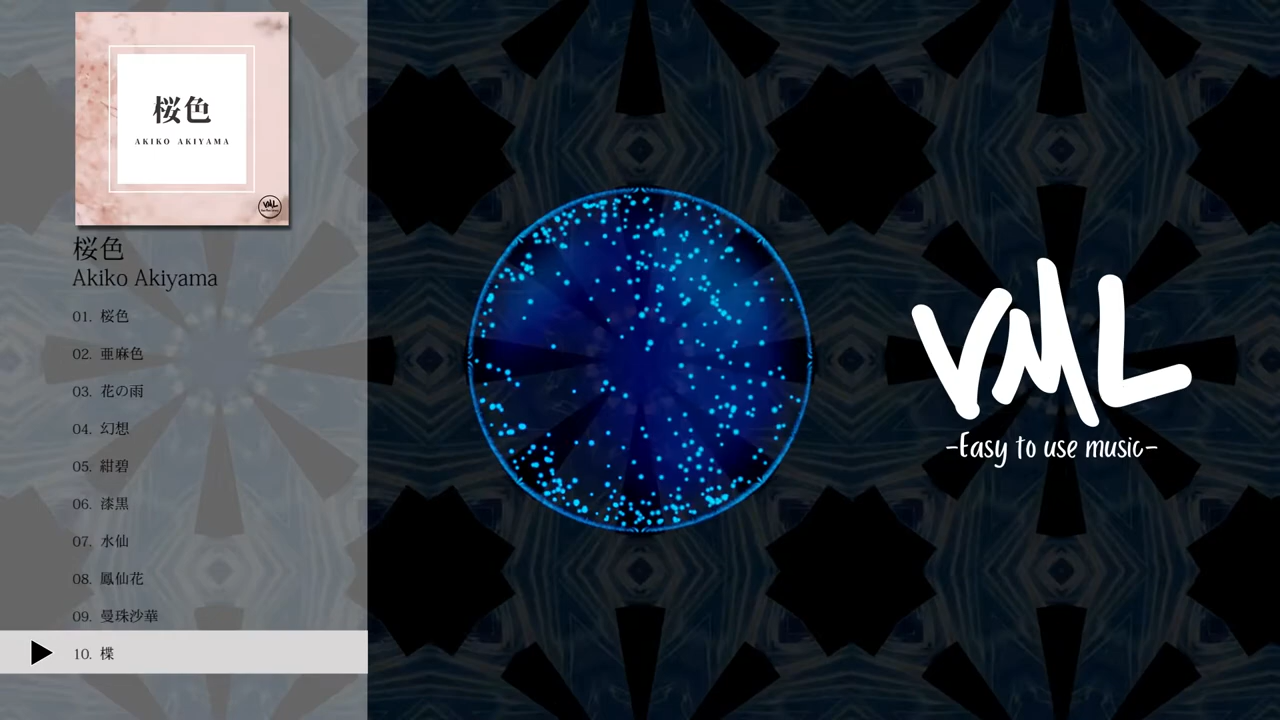 桜色
AKIKO AKIYAMA
VML
桜色
Akiko Akiyama
01. 桜色
02. 亜麻色
03. 花の雨
04. 幻想
05. 紺碧
06. 漆黒
07. 水仙
08. 鳳仙花
09. 曼珠沙華
10. 楪
VML
-Easy to use music-